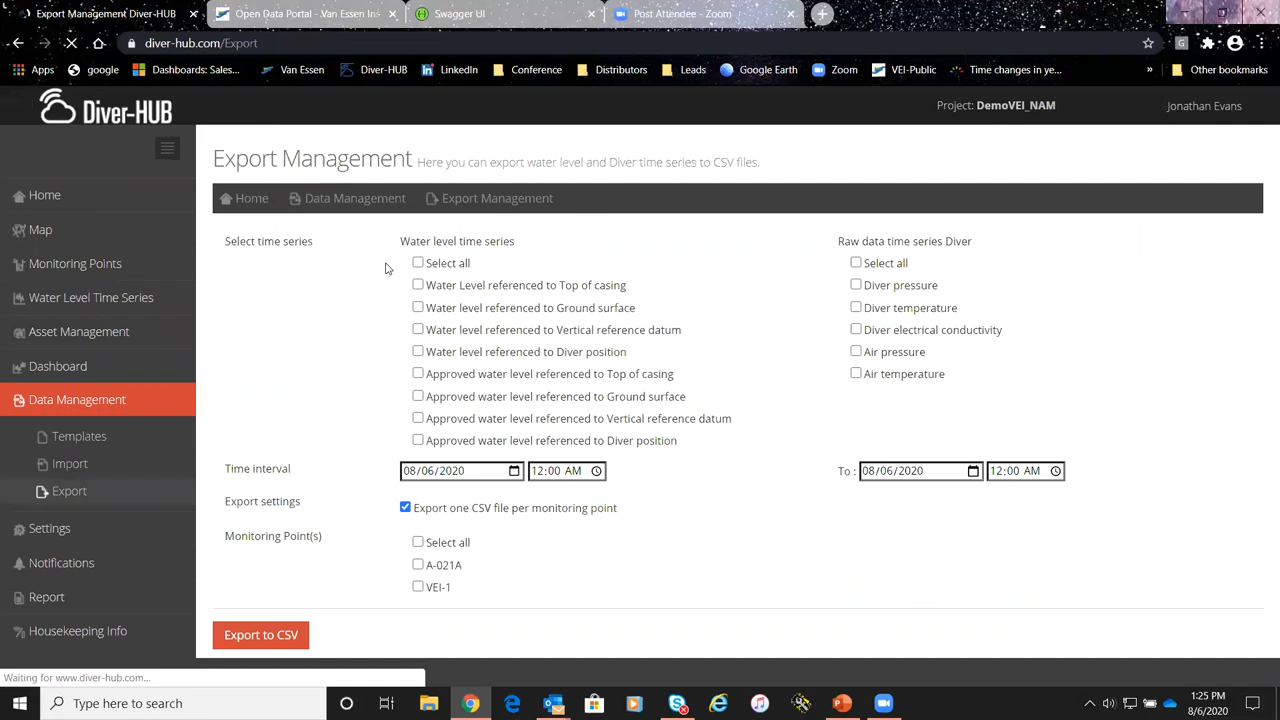 Export Management Diver-HUB
Open Data Portal - Van Essen Ins
Swagger UI
Post Attendee - Zoom
diver-hub.com/Export
Apps
google
Dashboards: Sales...
Van Essen
Diver-HUB
LinkedIn
Conference
Distributors
Leads
Google Earth
Zoom
VEI-Public
Time changes in ye...
»
Other bookmarks
Diver-HUB
Project: DemoVEI_NAM
Jonathan Evans
Home
Map
Monitoring Points
Water Level Time Series
Asset Management
Dashboard
Data Management
Templates
Import
Export
Settings
Notifications
Report
Housekeeping Info
Export Management Here you can export water level and Diver time series to CSV files.
Home Data Management Export Management
Select time series
Water level time series
Select all
Water Level referenced to Top of casing
Water level referenced to Ground surface
Water level referenced to Vertical reference datum
Water level referenced to Diver position
Approved water level referenced to Top of casing
Approved water level referenced to Ground surface
Approved water level referenced to Vertical reference datum
Approved water level referenced to Diver position
Raw data time series Diver
Select all
Diver pressure
Diver temperature
Diver electrical conductivity
Air pressure
Air temperature
Time interval
08/06/2020 12:00 AM
To : 08/06/2020 12:00 AM
Export settings
Export one CSV file per monitoring point
Monitoring Point(s)
Select all
A-021A
VEI-1
Export to CSV
Waiting for www.diver-hub.com...
Type here to search
1:25 PM
8/6/2020